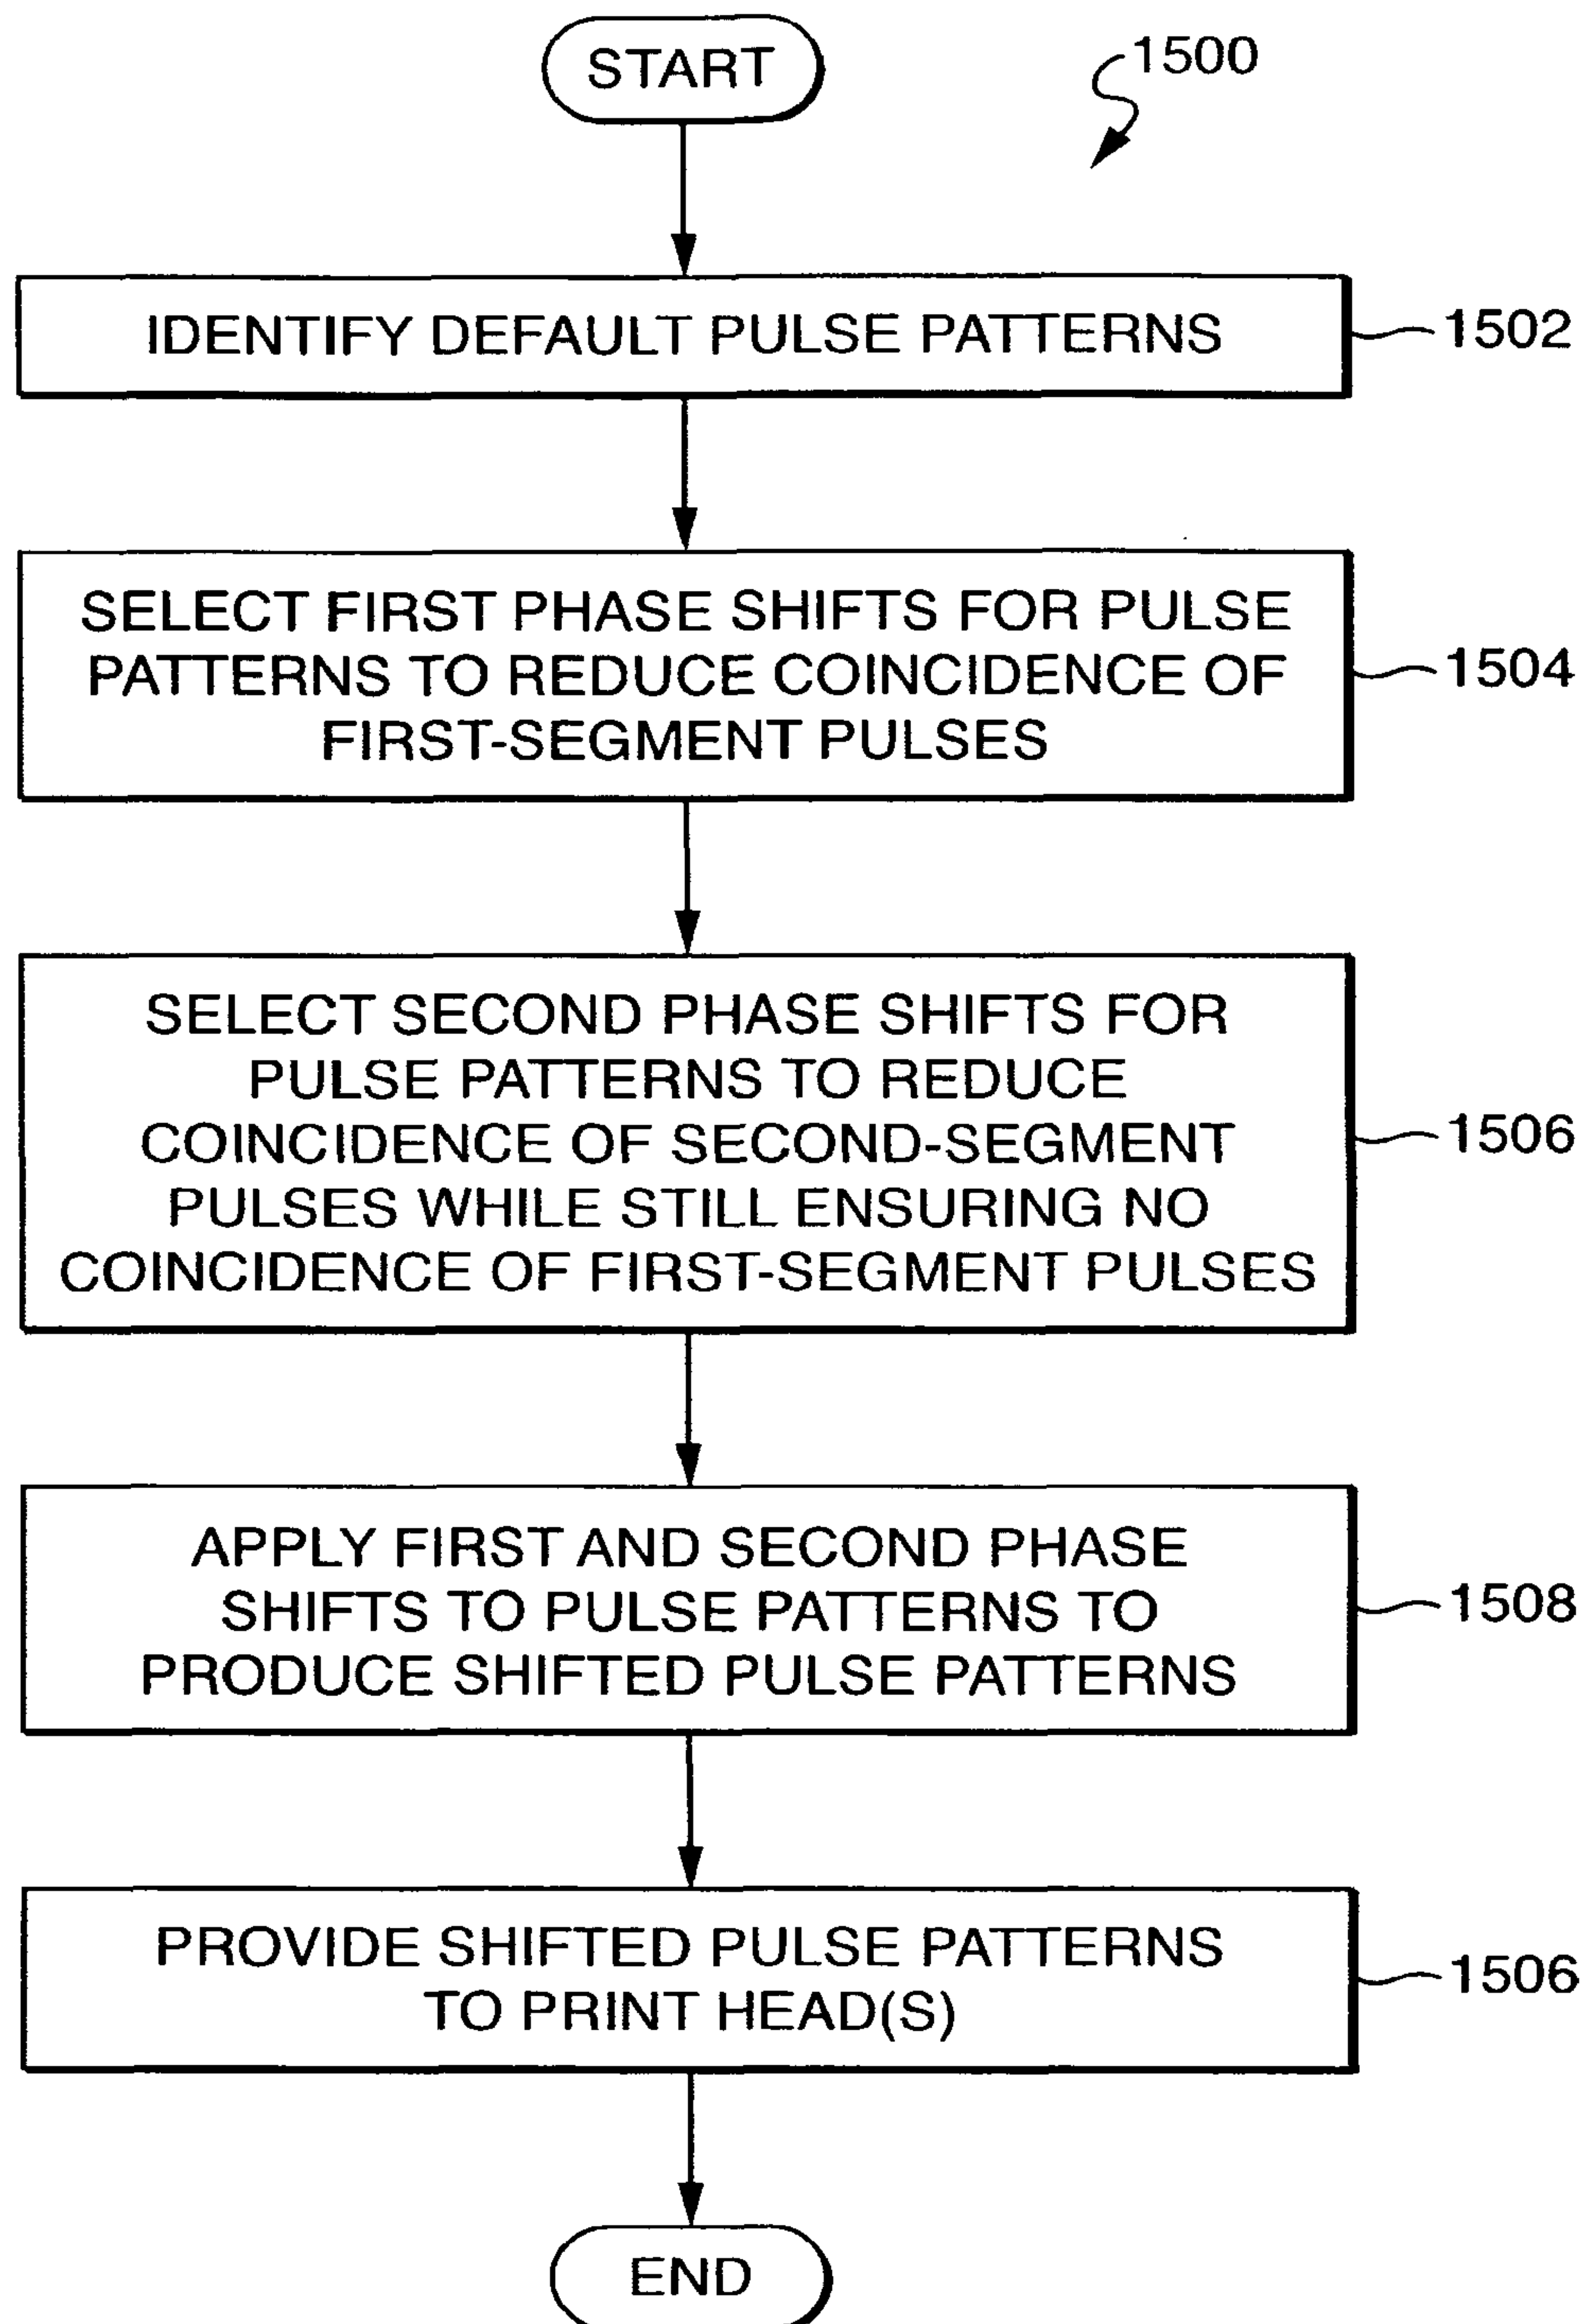 START
1500
IDENTIFY DEFAULT PULSE PATTERNS
1502
SELECT FIRST PHASE SHIFTS FOR PULSE
PATTERNS TO REDUCE COINCIDENCE OF
FIRST-SEGMENT PULSES
1504
SELECT SECOND PHASE SHIFTS FOR
PULSE PATTERNS TO REDUCE
COINCIDENCE OF SECOND-SEGMENT
PULSES WHILE STILL ENSURING NO
COINCIDENCE OF FIRST-SEGMENT PULSES
1506
APPLY FIRST AND SECOND PHASE
SHIFTS TO PULSE PATTERNS TO
PRODUCE SHIFTED PULSE PATTERNS
1508
PROVIDE SHIFTED PULSE PATTERNS
TO PRINT HEAD(S)
1506
END